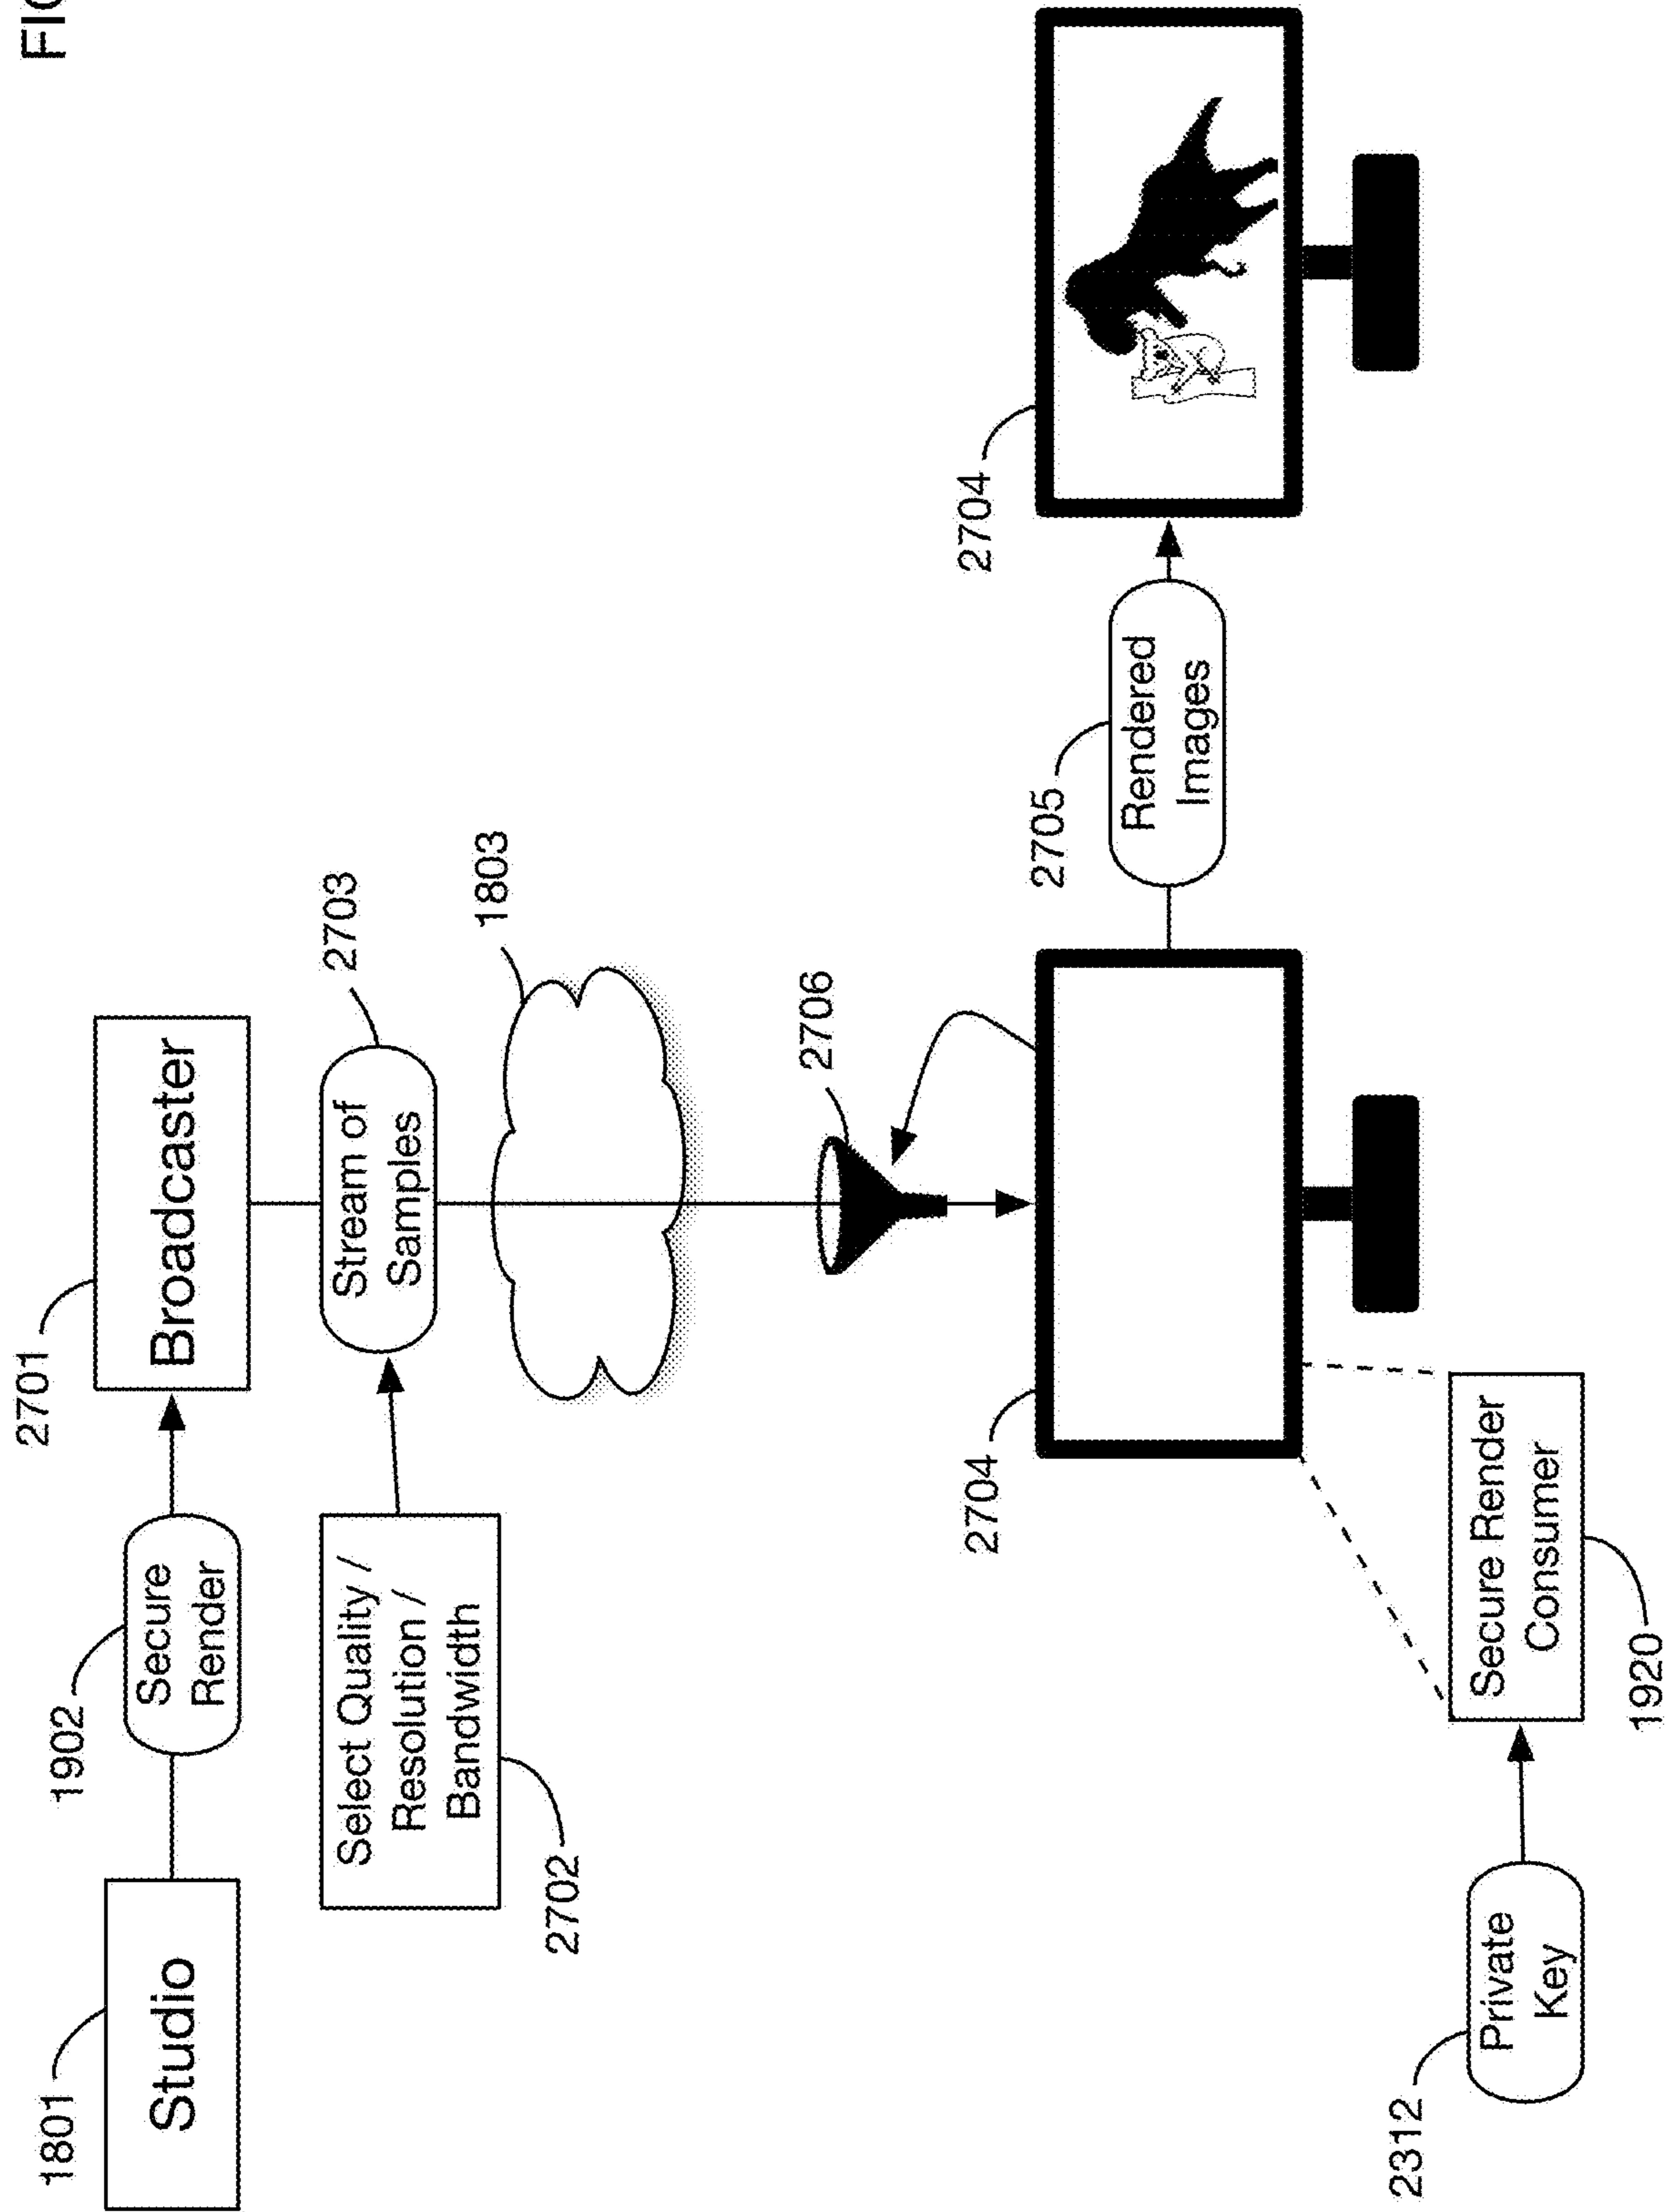 FIG
1801
Studio
1902
Secure
Render
2701
Broadcaster
2702
Select Quality /
Resolution /
Bandwidth
2703
Stream of
Samples
1803
2706
2704
2705
Rendered
Images
2704
2312
Private
Key
1920
Secure Render
Consumer